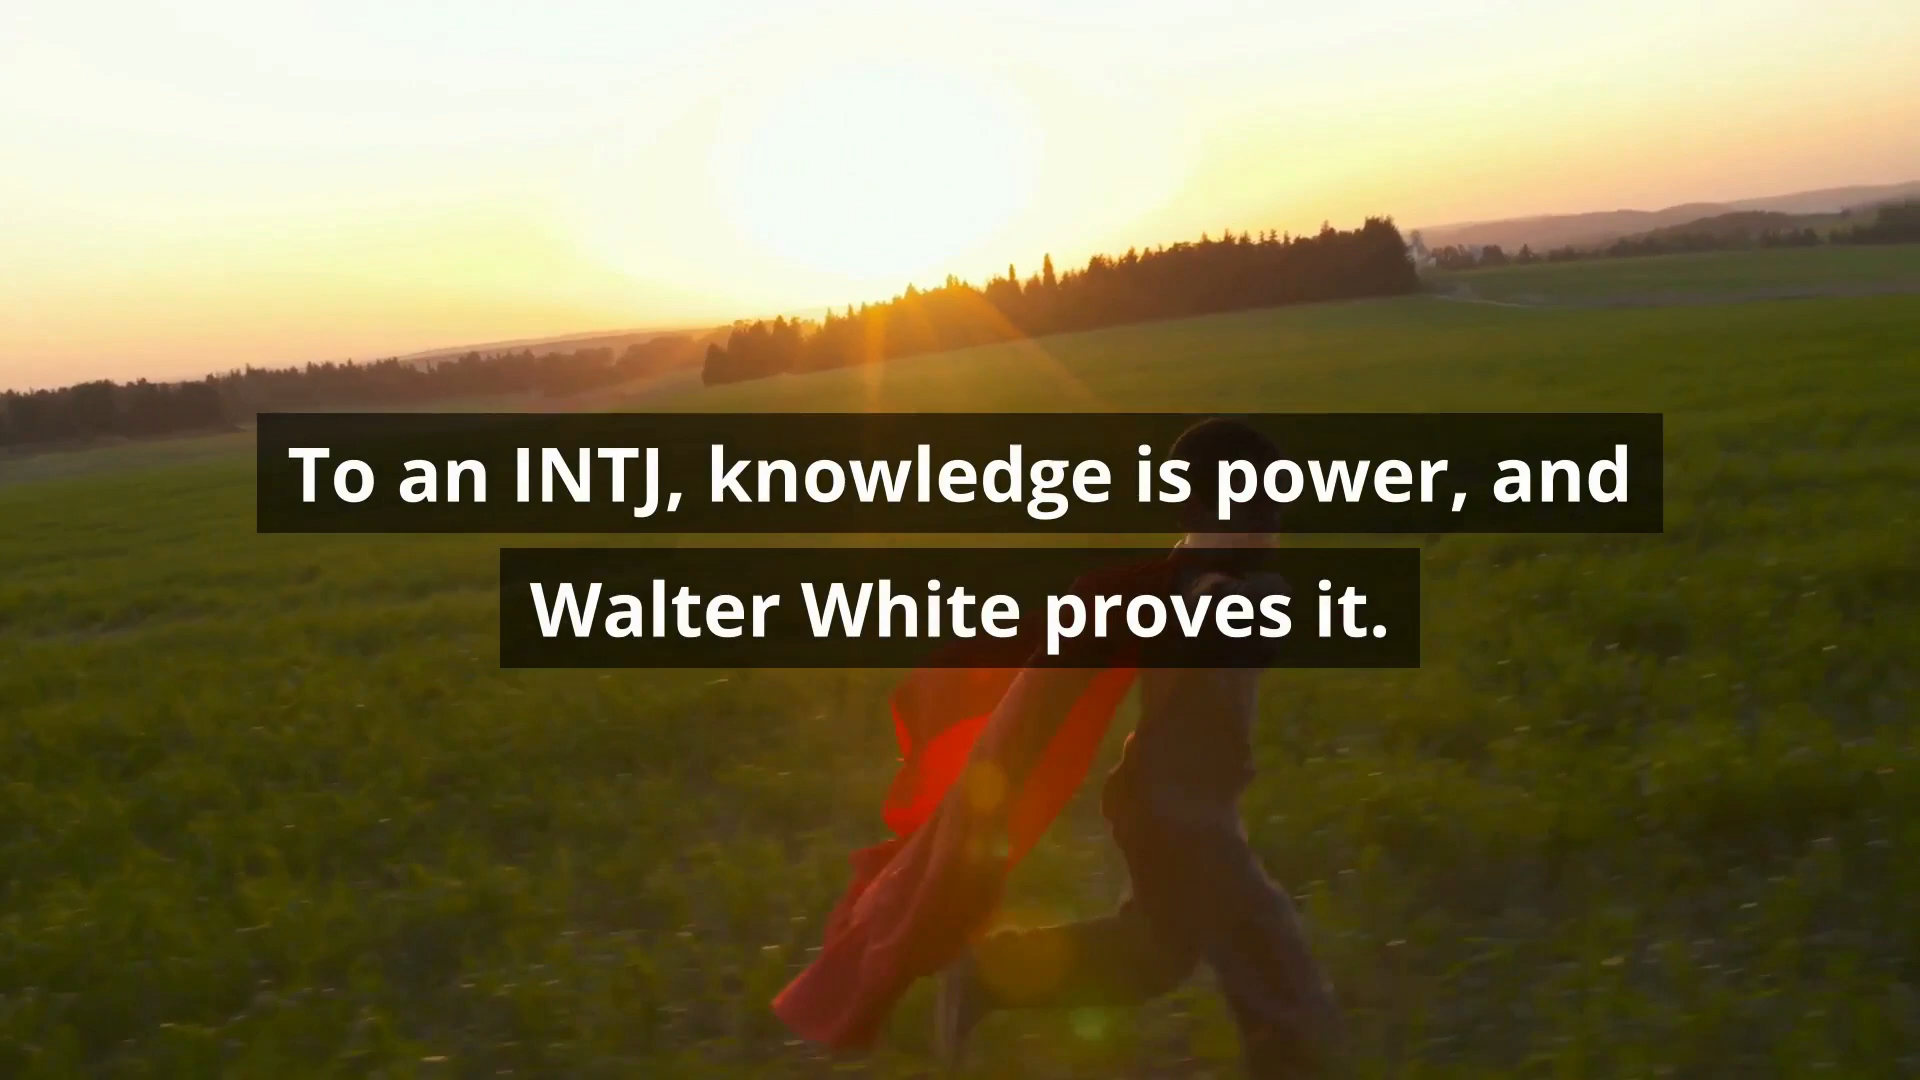 To an INTJ, knowledge is power, and
Walter White proves it.